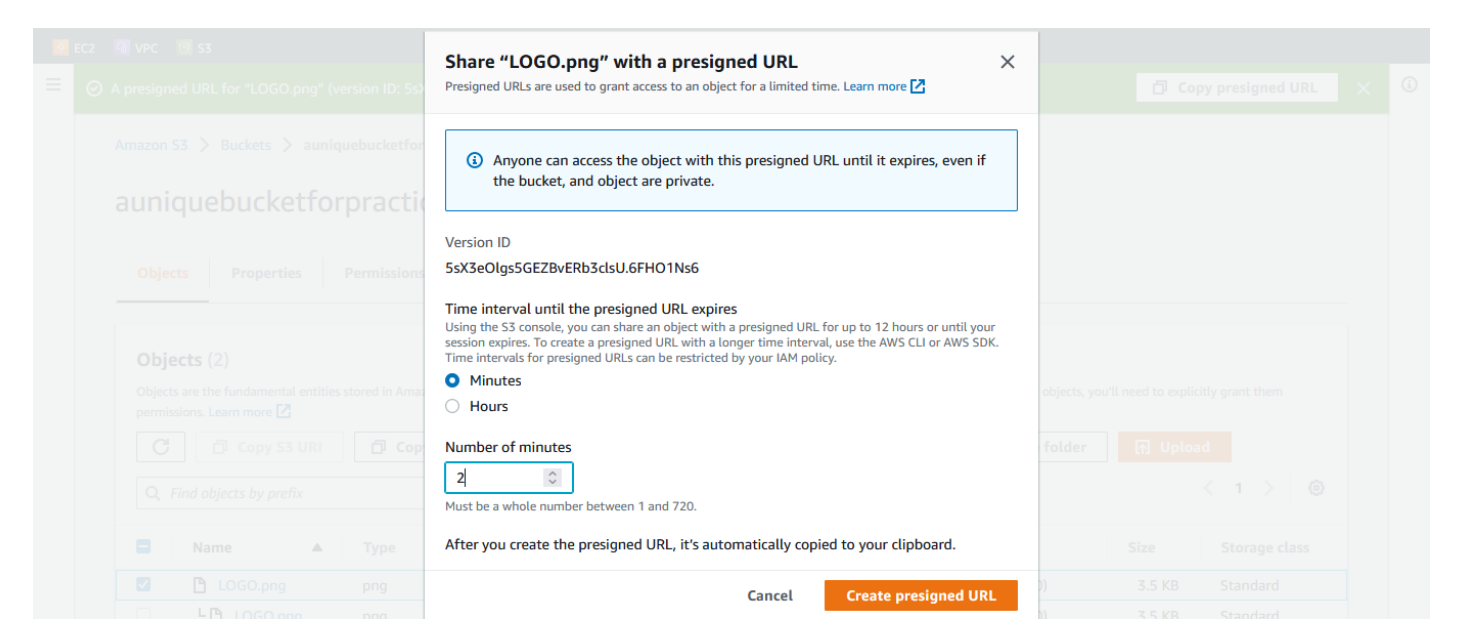 EC2 VPC S3
A presigned URL for "LOGO.png" (version ID: 5sX
Copy presigned URL
Amazon S3 > Buckets > auniquebucketfor
auniquebucketforpractic
Objects Properties Permissions
Objects (2)
Objects are the fundamental entities stored in Ama
objects, you'll need to explicitly grant them
permissions. Learn more
Copy S3 URI
Cop
folder
Upload
Find objects by prefix
1
Name Type
Size Storage class
LOGO.png png
3.5 KB Standard
LOGO.png png
3.5 KB Standard
Share “LOGO.png” with a presigned URL
Presigned URLs are used to grant access to an object for a limited time. Learn more
Anyone can access the object with this presigned URL until it expires, even if
the bucket, and object are private.
Version ID
5sX3eOlgs5GEZBvERb3clsU.6FHO1Ns6
Time interval until the presigned URL expires
Using the S3 console, you can share an object with a presigned URL for up to 12 hours or until your
session expires. To create a presigned URL with a longer time interval, use the AWS CLI or AWS SDK.
Time intervals for presigned URLs can be restricted by your IAM policy.
Minutes
Hours
Number of minutes
2
Must be a whole number between 1 and 720.
After you create the presigned URL, it's automatically copied to your clipboard.
Cancel
Create presigned URL